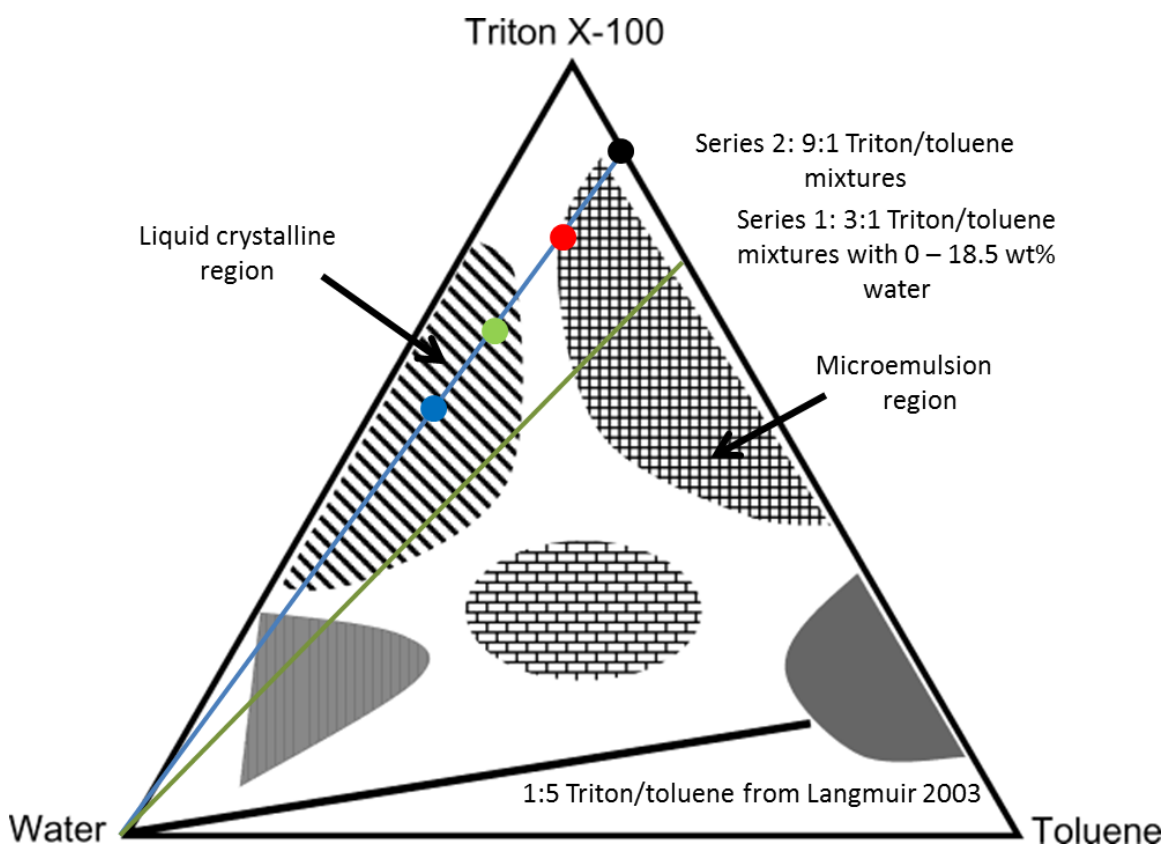 Triton X-100
Series 2: 9:1 Triton/toluene
mixtures
Series 1: 3:1 Triton/toluene
mixtures with 0 – 18.5 wt%
water
Liquid crystalline
region
Microemulsion
region
1:5 Triton/toluene from Langmuir 2003
Water
Toluene